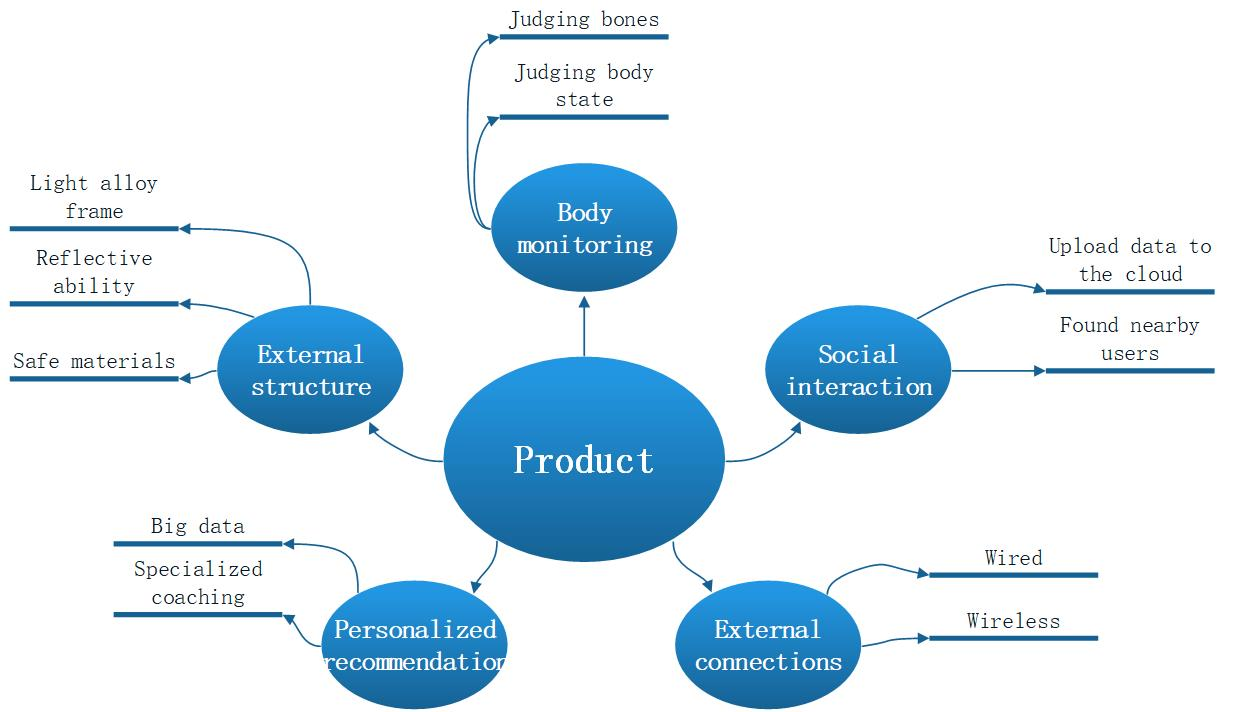 Judging bones
Judging body
state
Body
monitoring
Light alloy
frame
Reflective
ability
Safe materials
External
structure
Upload data to
the cloud
Found nearby
users
Social
interaction
Product
Big data
Specialized
coaching
Personalized
recommendation
Wired
Wireless
External
connections